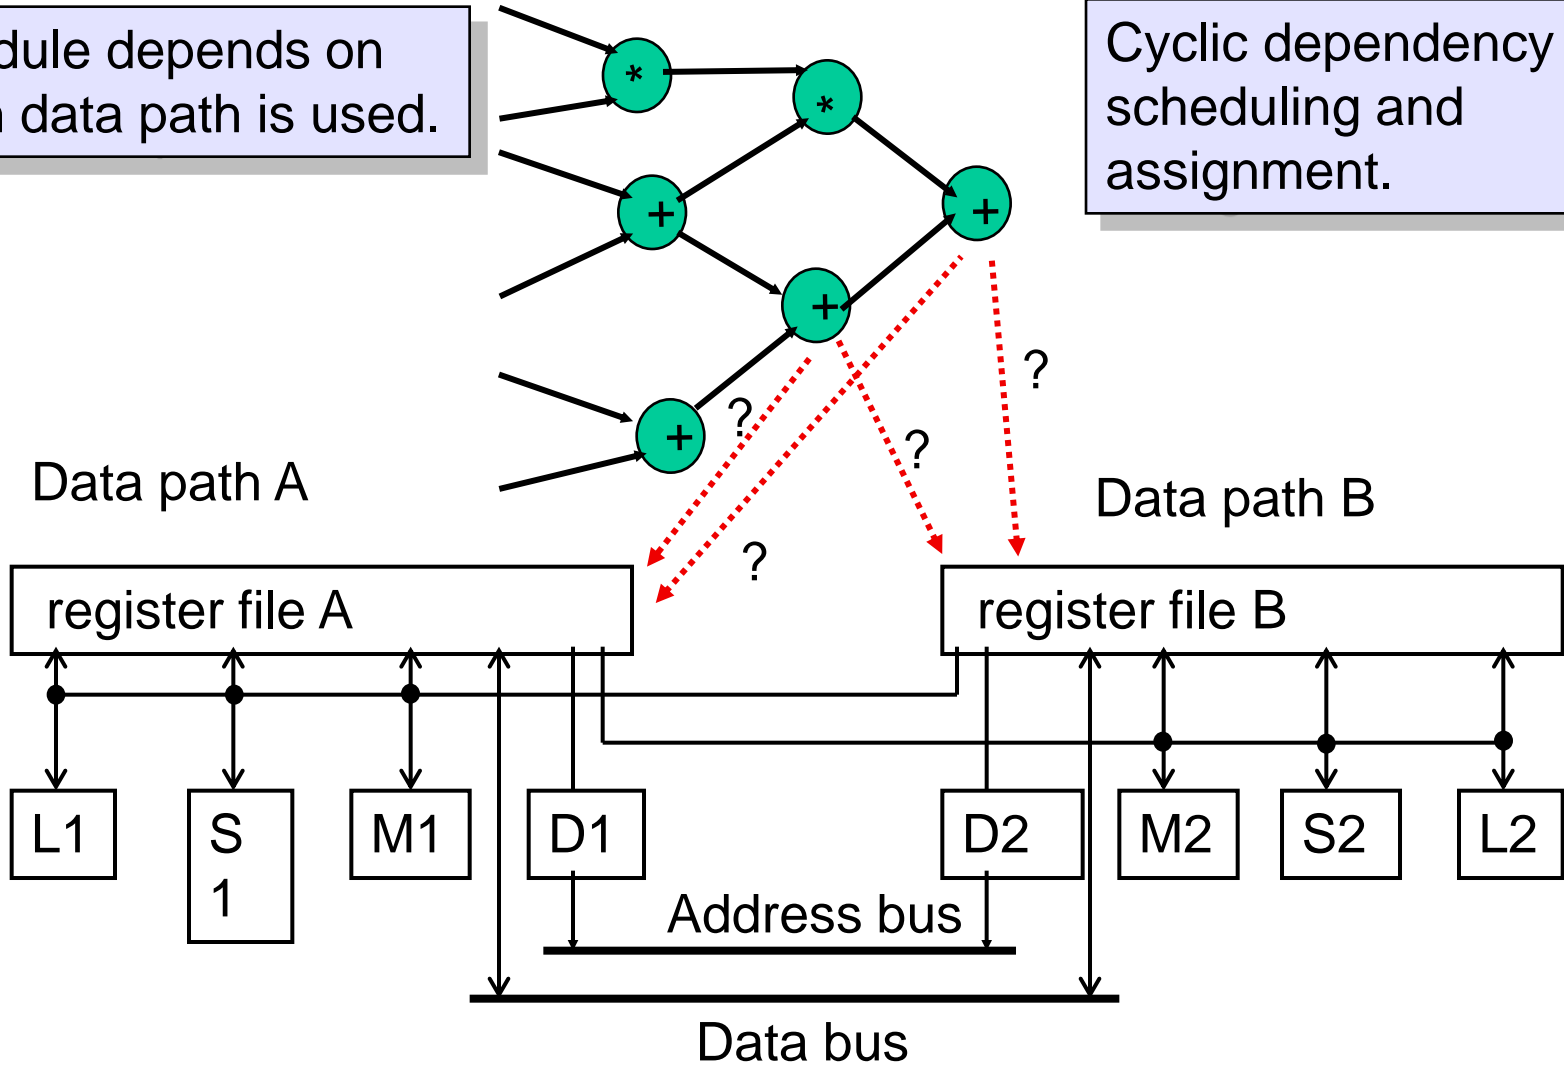 dule depends on
data path is used.
Cyclic dependency
scheduling and
assignment.
*
*
+
+
+
+
?
?
?
?
Data path A
Data path B
register file A
register file B
L1
S
1
M1
D1
D2
M2
S2
L2
Address bus
Data bus